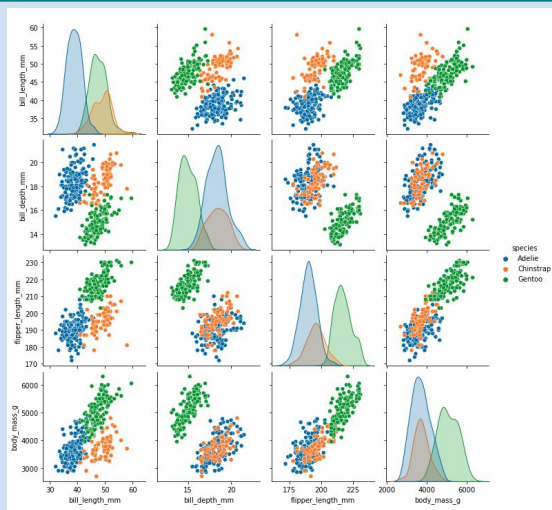 60
55
50
45
40
35
bill_length_mm
20
18
16
14
bill_depth_mm
species
Adelie
Chinstrap
Gentoo
230
220
210
200
190
180
170
flipper_length_mm
6000
5000
4000
3000
body_mass_g
30 40 50 60 15 20 175 200 225 2000 4000 6000
bill_length_mm bill_depth_mm flipper_length_mm body_mass_g